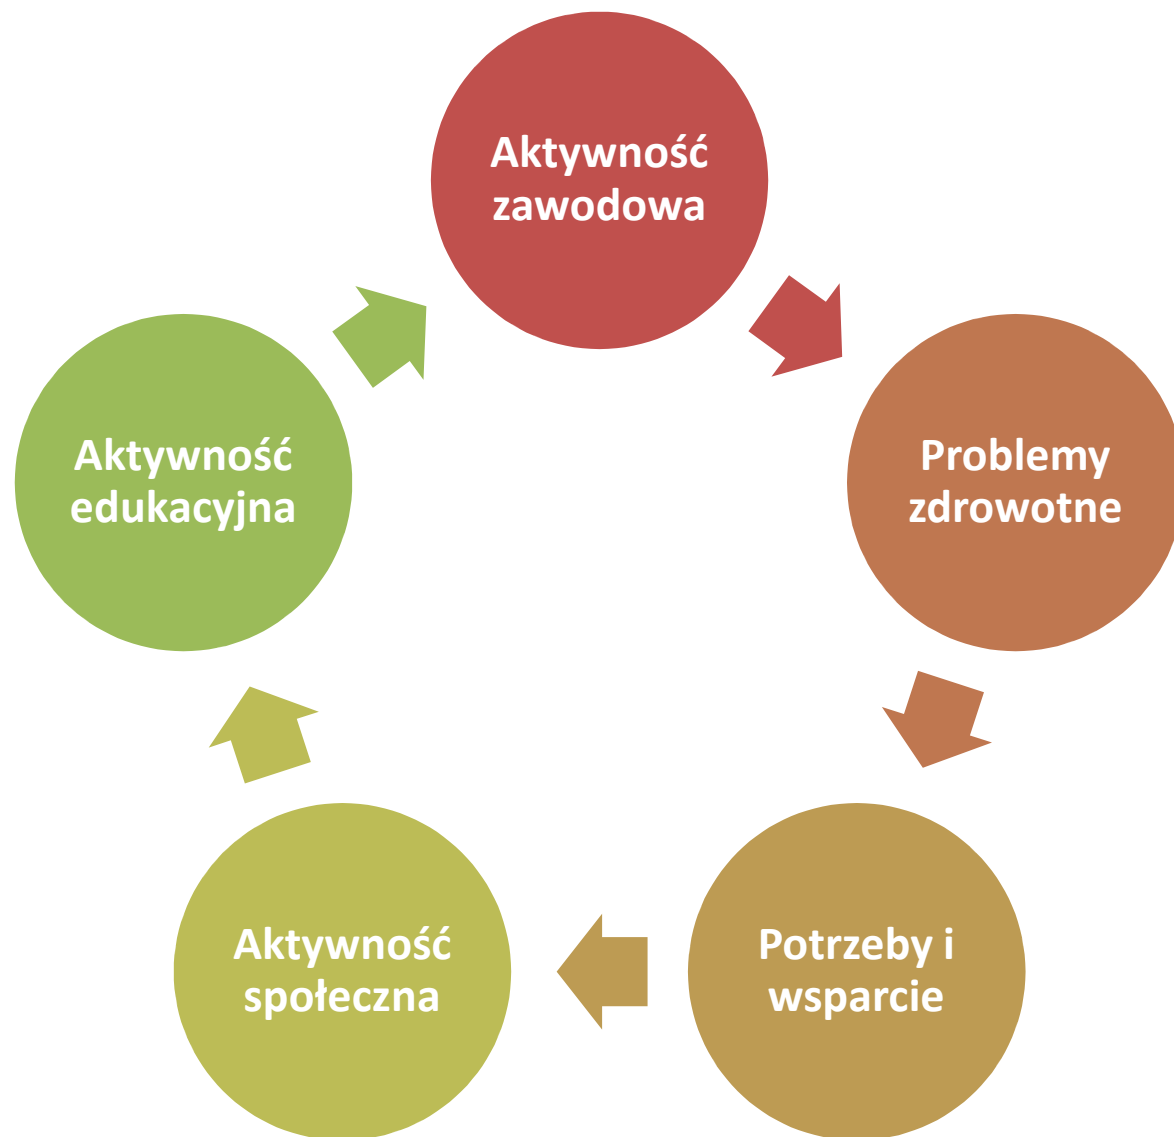 Aktywność
zawodowa
Problemy
zdrowotne
Potrzeby i
wsparcie
Aktywność
społeczna
Aktywność
edukacyjna